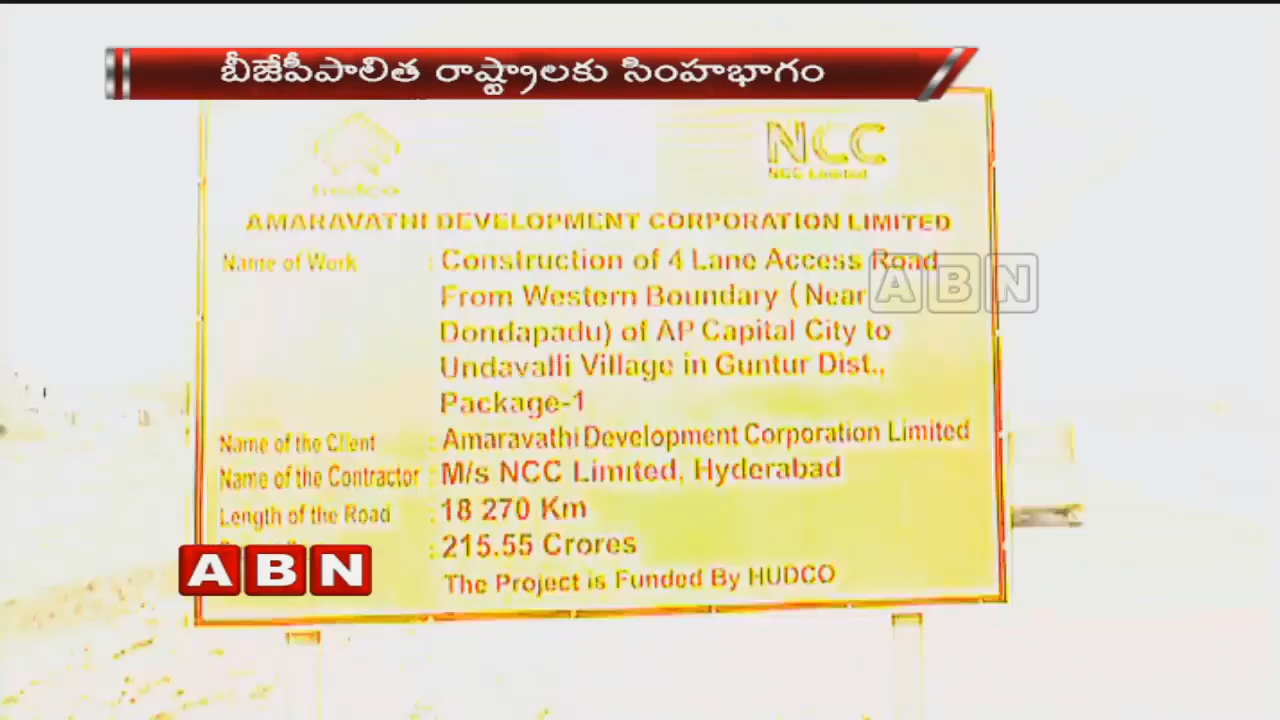 బీజేపీపాలిత రాష్ట్రాలకు సింహభాగం
hudco
NCC
NCC Limited
AMARAVATHI DEVELOPMENT CORPORATION LIMITED
Name of Work : Construction of 4 Lane Access Road
From Western Boundary ( Near
Dondapadu) of AP Capital City to
Undavalli Village in Guntur Dist.,
Package-1
Name of the Client : Amaravathi Development Corporation Limited
Name of the Contractor : M/s NCC Limited, Hyderabad
Length of the Road : 18 270 Km
: 215.55 Crores
The Project is Funded By HUDCO
ABN
ABN